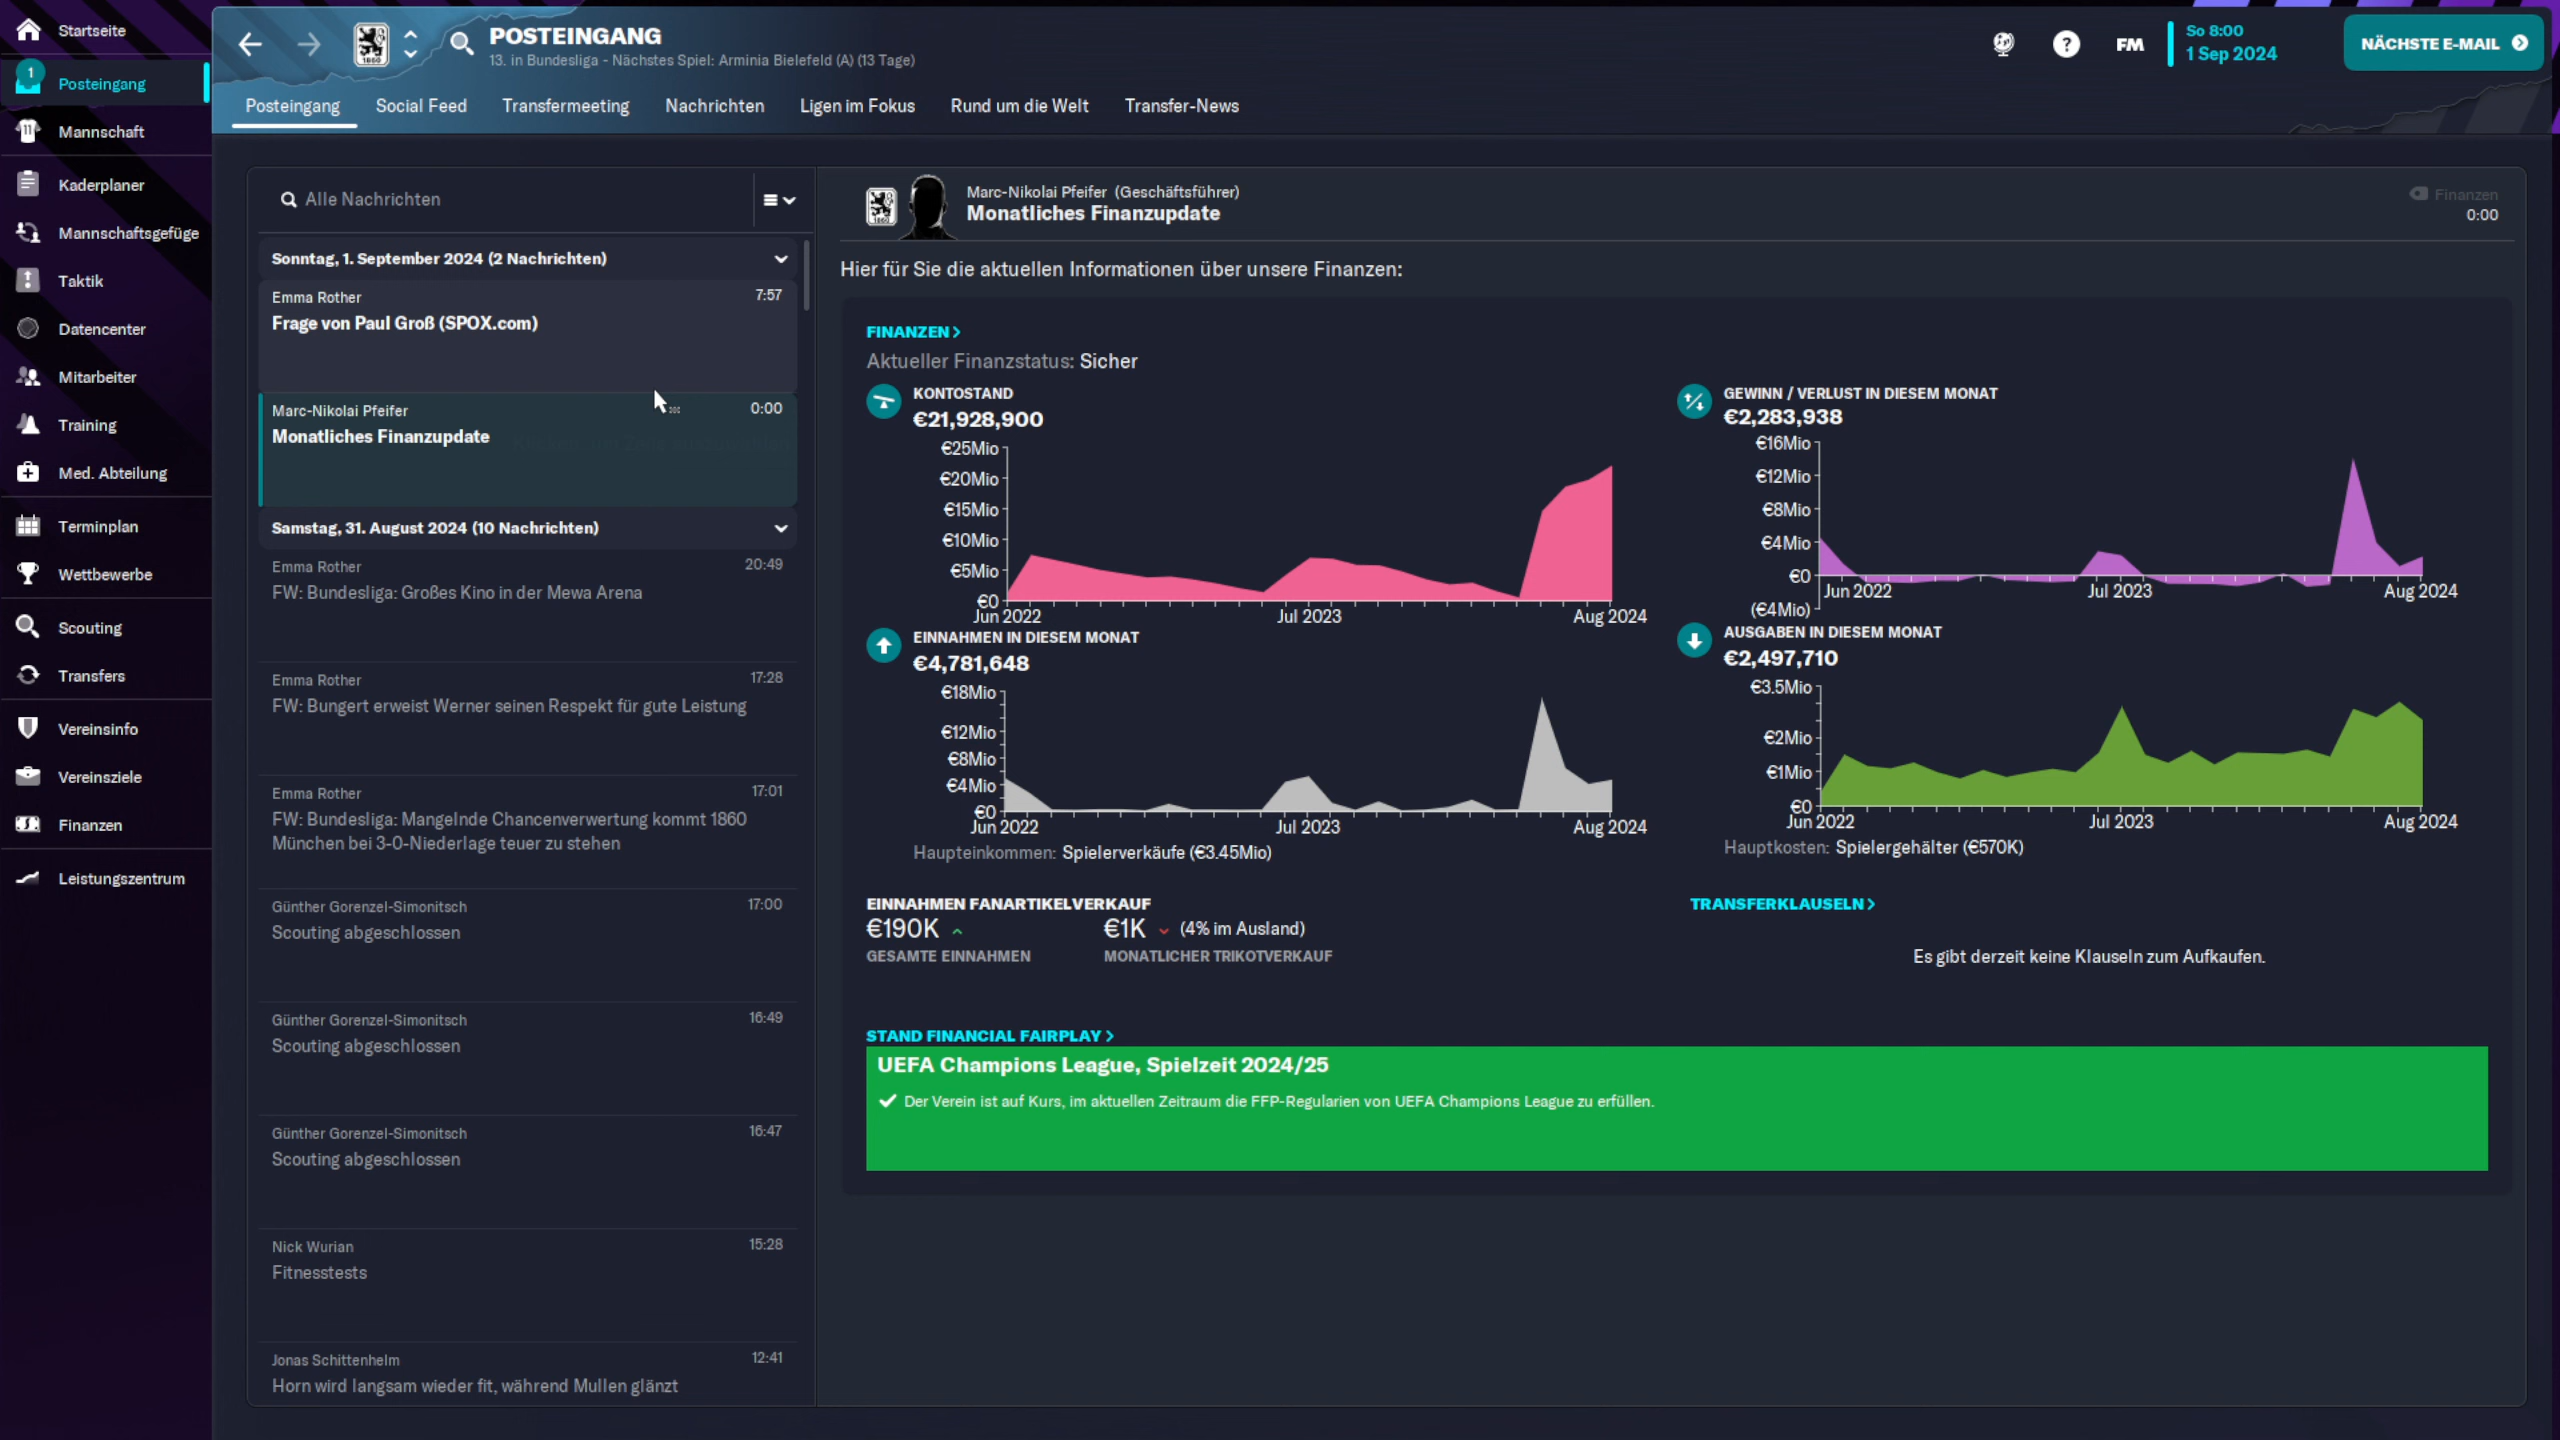 Startseite
1
Posteingang
Mannschaft
Kaderplaner
Mannschaftsgefüge
Taktik
Datencenter
Mitarbeiter
Training
Med. Abteilung
Terminplan
Wettbewerbe
Scouting
Transfers
Vereinsinfo
Vereinsziele
Finanzen
Leistungszentrum
POSTEINGANG
13. in Bundesliga - Nächstes Spiel: Arminia Bielefeld (A) (13 Tage)
FM
So 8:00
1 Sep 2024
NÄCHSTE E-MAIL
Posteingang Social Feed Transfermeeting Nachrichten Ligen im Fokus Rund um die Welt Transfer-News
Alle Nachrichten
Sonntag, 1. September 2024 (2 Nachrichten)
Emma Rother 7:57
Frage von Paul Groß (SPOX.com)
Marc-Nikolai Pfeifer 0:00
Monatliches Finanzupdate
Samstag, 31. August 2024 (10 Nachrichten)
Emma Rother 20:49
FW: Bundesliga: Großes Kino in der Mewa Arena
Emma Rother 17:28
FW: Bungert erweist Werner seinen Respekt für gute Leistung
Emma Rother 17:01
FW: Bundesliga: Mangelnde Chancenverwertung kommt 1860
München bei 3-0-Niederlage teuer zu stehen
Günther Gorenzel-Simonitsch 17:00
Scouting abgeschlossen
Günther Gorenzel-Simonitsch 16:49
Scouting abgeschlossen
Günther Gorenzel-Simonitsch 16:47
Scouting abgeschlossen
Nick Wurian 15:28
Fitnesstests
Jonas Schittenhelm 12:41
Horn wird langsam wieder fit, während Mullen glänzt
Marc-Nikolai Pfeifer (Geschäftsführer)
Monatliches Finanzupdate
Finanzen
0:00
Hier für Sie die aktuellen Informationen über unsere Finanzen:
FINANZEN >
Aktueller Finanzstatus: Sicher
KONTOSTAND
€21,928,900
€25Mio
€20Mio
€15Mio
€10Mio
€5Mio
€0
Jun 2022 Jul 2023 Aug 2024
GEWINN / VERLUST IN DIESEM MONAT
€2,283,938
€16Mio
€12Mio
€8Mio
€4Mio
€0
(€4Mio)
Jun 2022 Jul 2023 Aug 2024
EINNAHMEN IN DIESEM MONAT
€4,781,648
€18Mio
€12Mio
€8Mio
€4Mio
€0
Jun 2022 Jul 2023 Aug 2024
Haupteinkommen: Spielerverkäufe (€3.45Mio)
AUSGABEN IN DIESEM MONAT
€2,497,710
€3.5Mio
€2Mio
€1Mio
€0
Jun 2022 Jul 2023 Aug 2024
Hauptkosten: Spielergehälter (€570K)
EINNAHMEN FANARTIKELVERKAUF
€190K €1K (4% im Ausland)
GESAMTE EINNAHMEN MONATLICHER TRIKOTVERKAUF
TRANSFERKLAUSELN >
Es gibt derzeit keine Klauseln zum Aufkaufen.
STAND FINANCIAL FAIRPLAY >
UEFA Champions League, Spielzeit 2024/25
Der Verein ist auf Kurs, im aktuellen Zeitraum die FFP-Regularien von UEFA Champions League zu erfüllen.